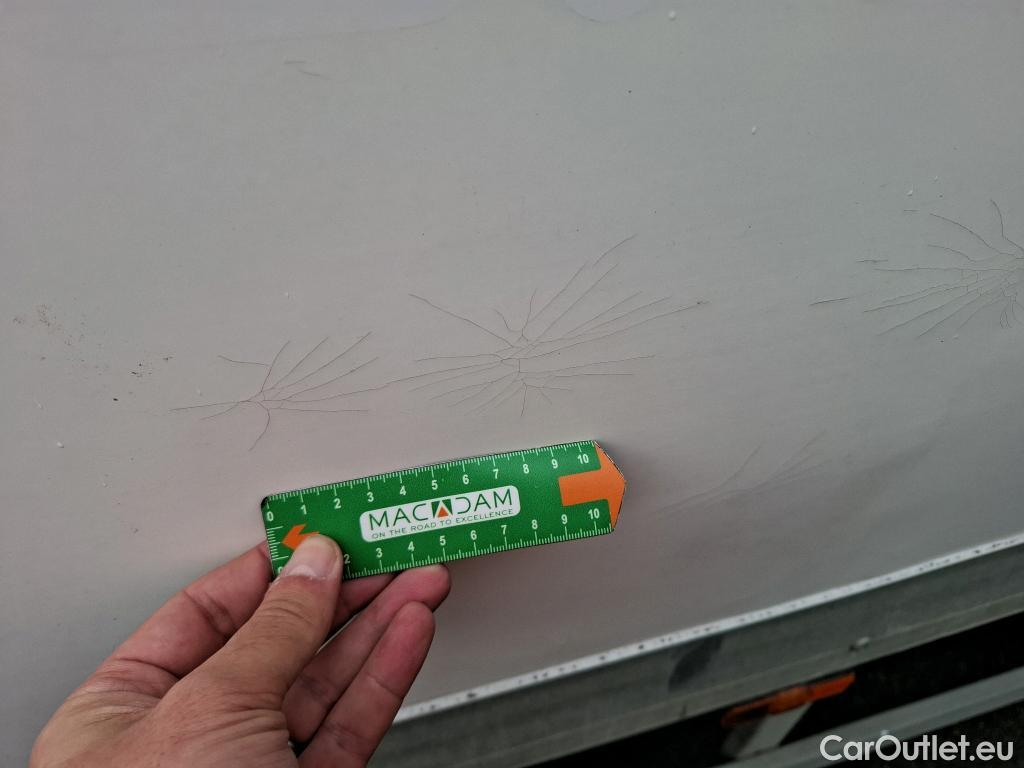 0 1 2 3 4 5 6 7 8 9 10
MACADAM
ON THE ROAD TO EXCELLENCE
2 3 4 5 6 7 8 9 10
CarOutlet.eu